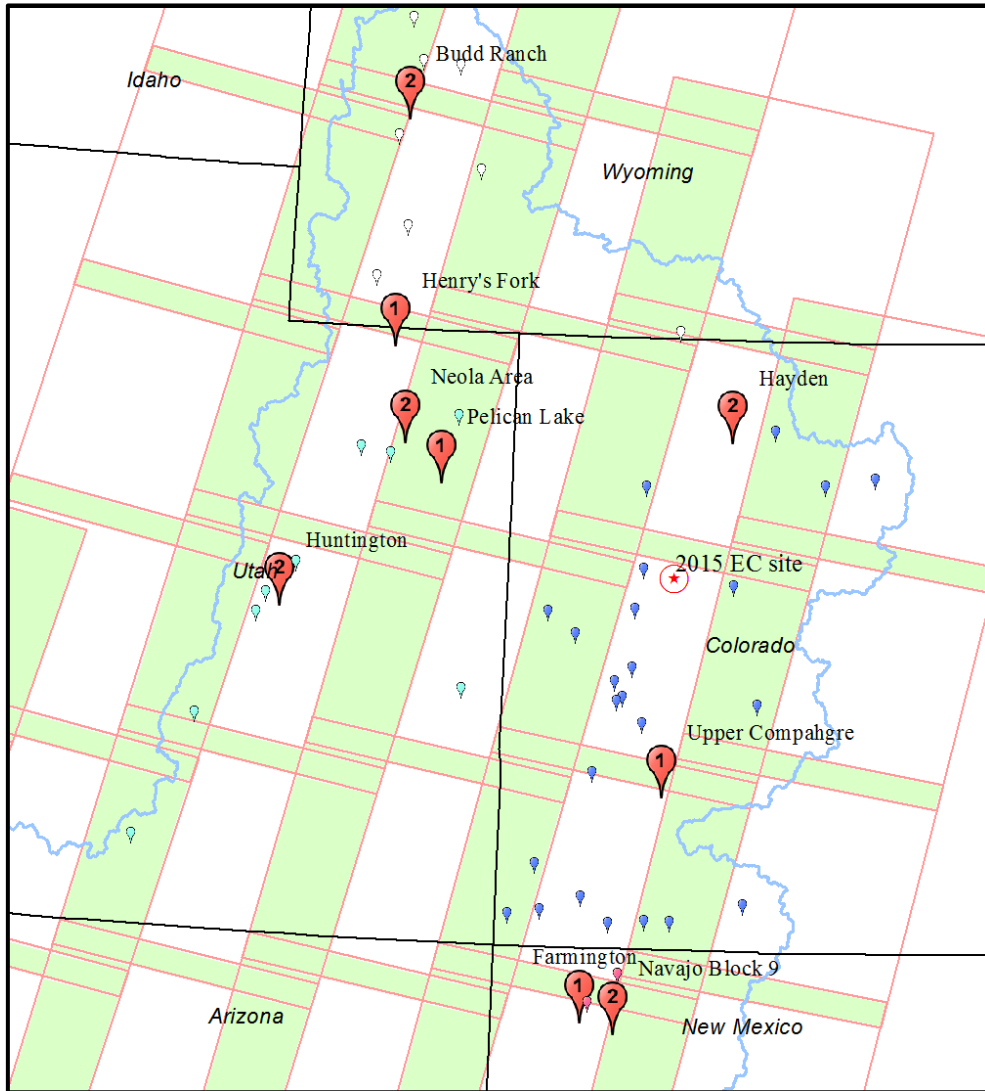 Budd Ranch
2
Idaho
Wyoming
Henry's Fork
1
Neola Area
Hayden
2
2
Pelican Lake
1
Huntington
2015 EC site
Utah
2
Colorado
Upper Compahgre
1
Farmington
Navajo Block 9
1
2
Arizona
New Mexico